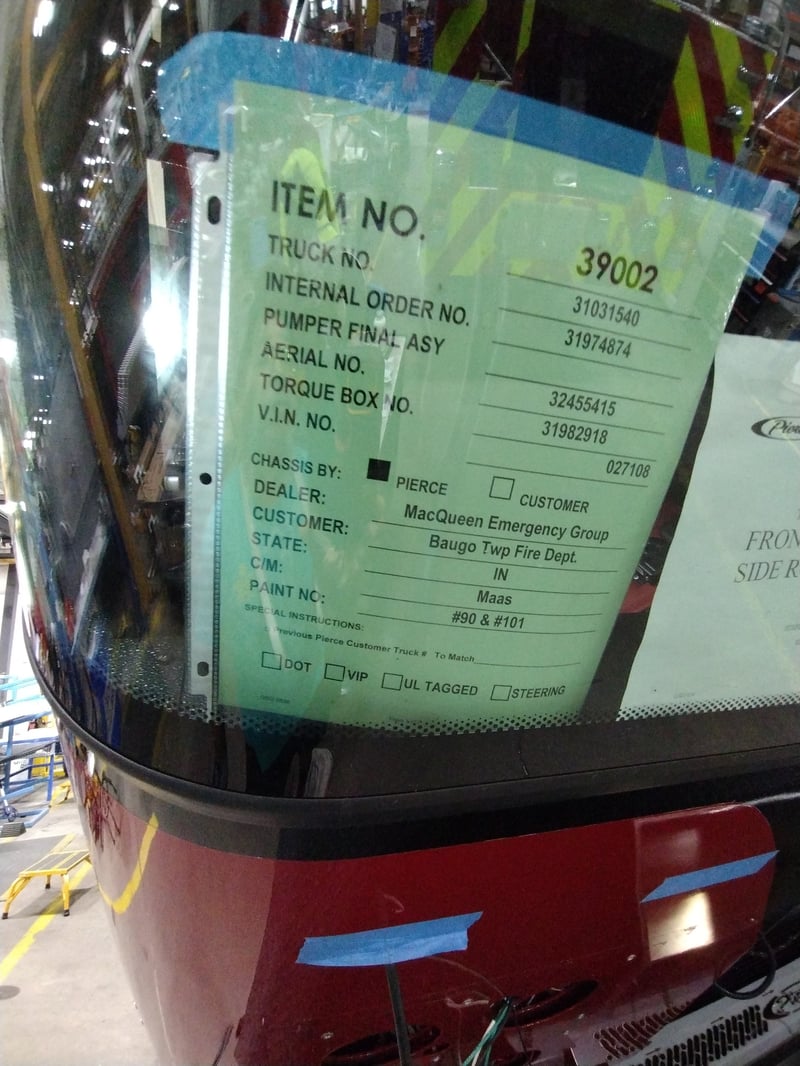 ITEM NO. 39002
TRUCK NO. 31031540
INTERNAL ORDER NO. 31974874
PUMPER FINAL ASY
AERIAL NO. 32455415
TORQUE BOX NO. 31982918
V.I.N. NO. 027108
CHASSIS BY: PIERCE CUSTOMER
DEALER: MacQueen Emergency Group
CUSTOMER: Baugo Twp Fire Dept.
STATE: IN
C/M: Maas
PAINT NO: #90 & #101
SPECIAL INSTRUCTIONS:
Previous Pierce Customer Truck # To Match
DOT VIP UL TAGGED STEERING
FRON
SIDE R